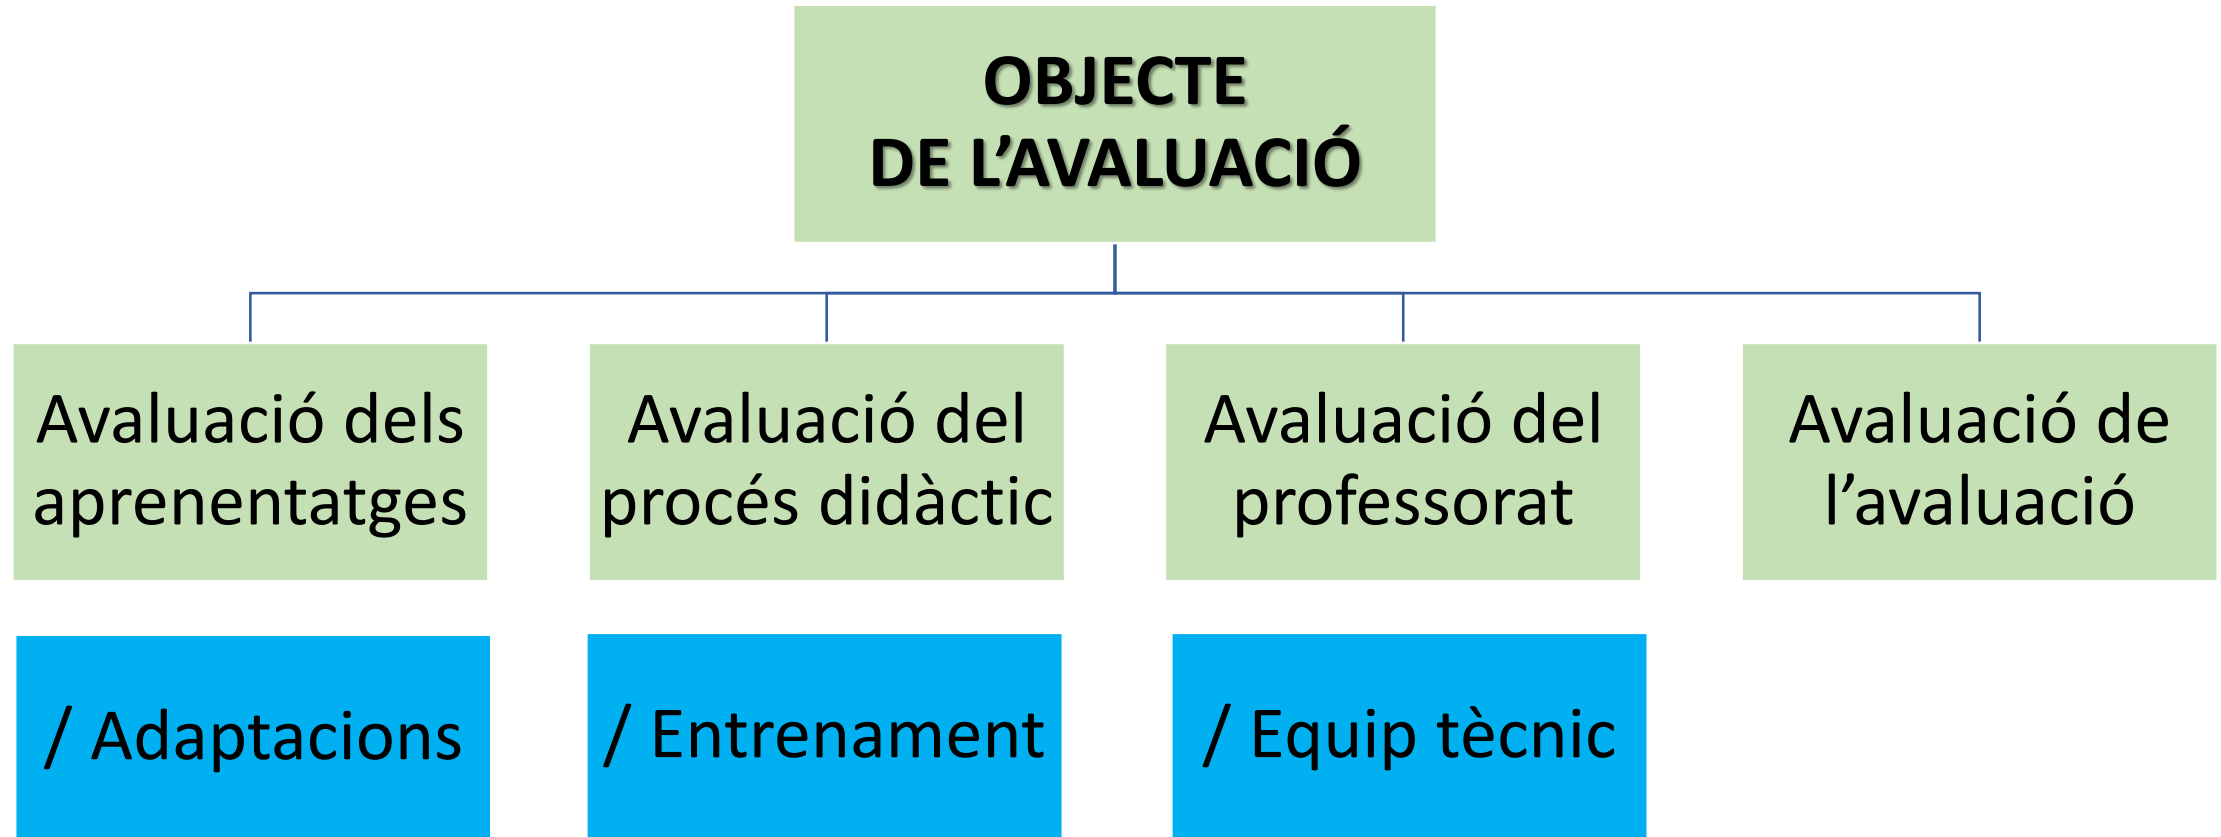 OBJECTE
DE L’AVALUACIÓ
Avaluació dels
aprenentatges
Avaluació del
procés didàctic
Avaluació del
professorat
Avaluació de
l’avaluació
/ Adaptacions
/ Entrenament
/ Equip tècnic